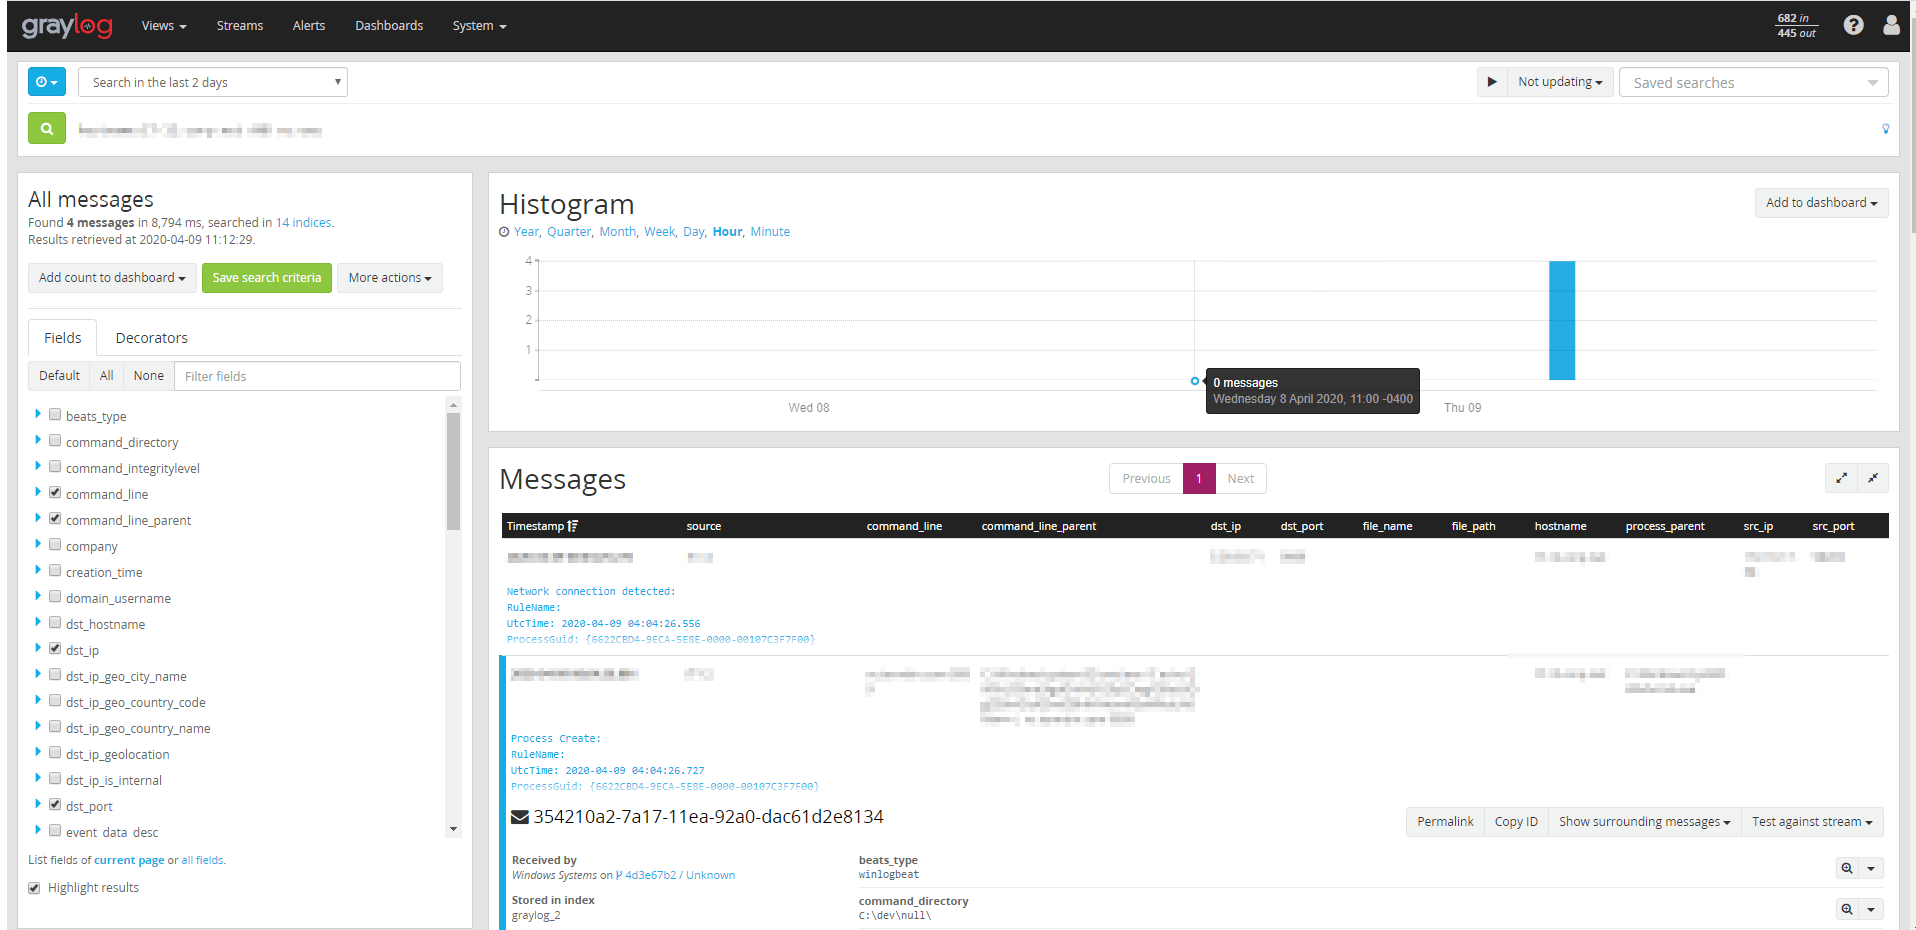 graylog Views Streams Alerts Dashboards System 682 in
445 out
Search in the last 2 days Not updating Saved searches
All messages
Found 4 messages in 8,794 ms, searched in 14 indices.
Results retrieved at 2020-04-09 11:12:29.
Add count to dashboard Save search criteria More actions
Fields Decorators
Default All None Filter fields
beats_type
command_directory
command_integritylevel
command_line
command_line_parent
company
creation_time
domain_username
dst_hostname
dst_ip
dst_ip_geo_city_name
dst_ip_geo_country_code
dst_ip_geo_country_name
dst_ip_geolocation
dst_ip_is_internal
dst_port
event_data_desc
List fields of current page or all fields.
Highlight results
Histogram
Add to dashboard
Year, Quarter, Month, Week, Day, Hour, Minute
4
3
2
1
0 messages
Wednesday 8 April 2020, 11:00 -0400
Wed 08 Thu 09
Messages
Previous 1 Next
Timestamp source command_line command_line_parent dst_ip dst_port file_name file_path hostname process_parent src_ip src_port
Network connection detected:
RuleName:
UtcTime: 2020-04-09 04:04:26.556
ProcessGuid: {6622CBD4-9ECA-5E8E-0000-00107C3F7F00}
Process Create:
RuleName:
UtcTime: 2020-04-09 04:04:26.727
ProcessGuid: {6622CBD4-9ECA-5E8E-0000-00107C3F7F00}
354210a2-7a17-11ea-92a0-dac61d2e8134
Permalink Copy ID Show surrounding messages Test against stream
Received by
Windows Systems on 4d3e67b2 / Unknown
Stored in index
graylog_2
beats_type
winlogbeat
command_directory
C:\dev\null\